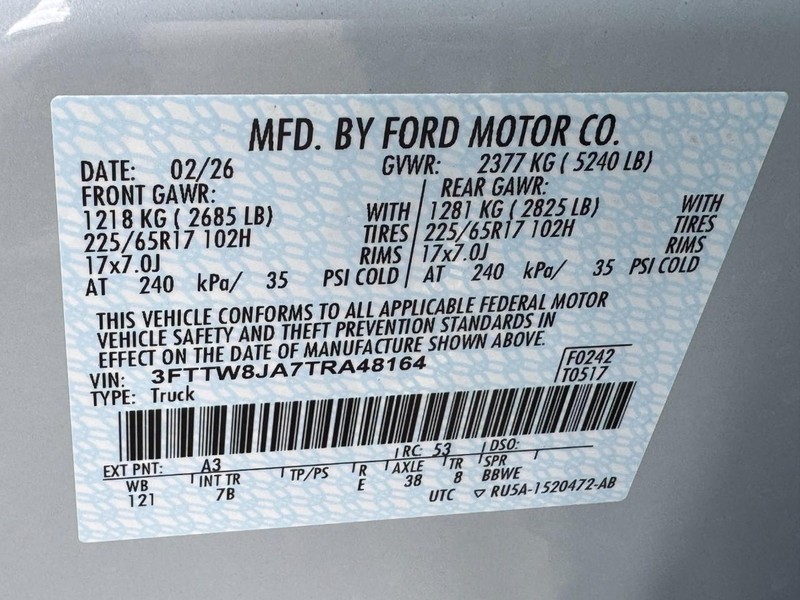 MFD. BY FORD MOTOR CO.
DATE: 02/26 GVWR: 2377 KG ( 5240 LB)
FRONT GAWR: REAR GAWR:
1218 KG ( 2685 LB) WITH 1281 KG ( 2825 LB) WITH
225/65R17 102H TIRES 225/65R17 102H TIRES
17x7.0J RIMS 17x7.0J RIMS
AT 240 kPa/ 35 PSI COLD AT 240 kPa/ 35 PSI COLD
THIS VEHICLE CONFORMS TO ALL APPLICABLE FEDERAL MOTOR
VEHICLE SAFETY AND THEFT PREVENTION STANDARDS IN
EFFECT ON THE DATE OF MANUFACTURE SHOWN ABOVE.
VIN: 3FTTW8JA7TRA48164 F0242
TYPE: Truck T0517
EXT PNT: A3 RC: 53 DSO:
WB INT TR TP/PS R AXLE TR SPR
121 7B E 38 8 BBWE
UTC ▽ RU5A-1520472-AB